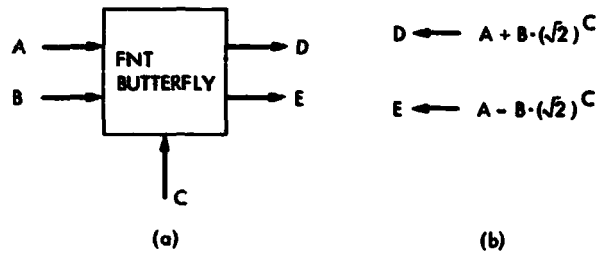 A
B
FNT
BUTTERFLY
D
E
C
(a)
D ← A + B·(√2)^C
E ← A – B·(√2)^C
(b)